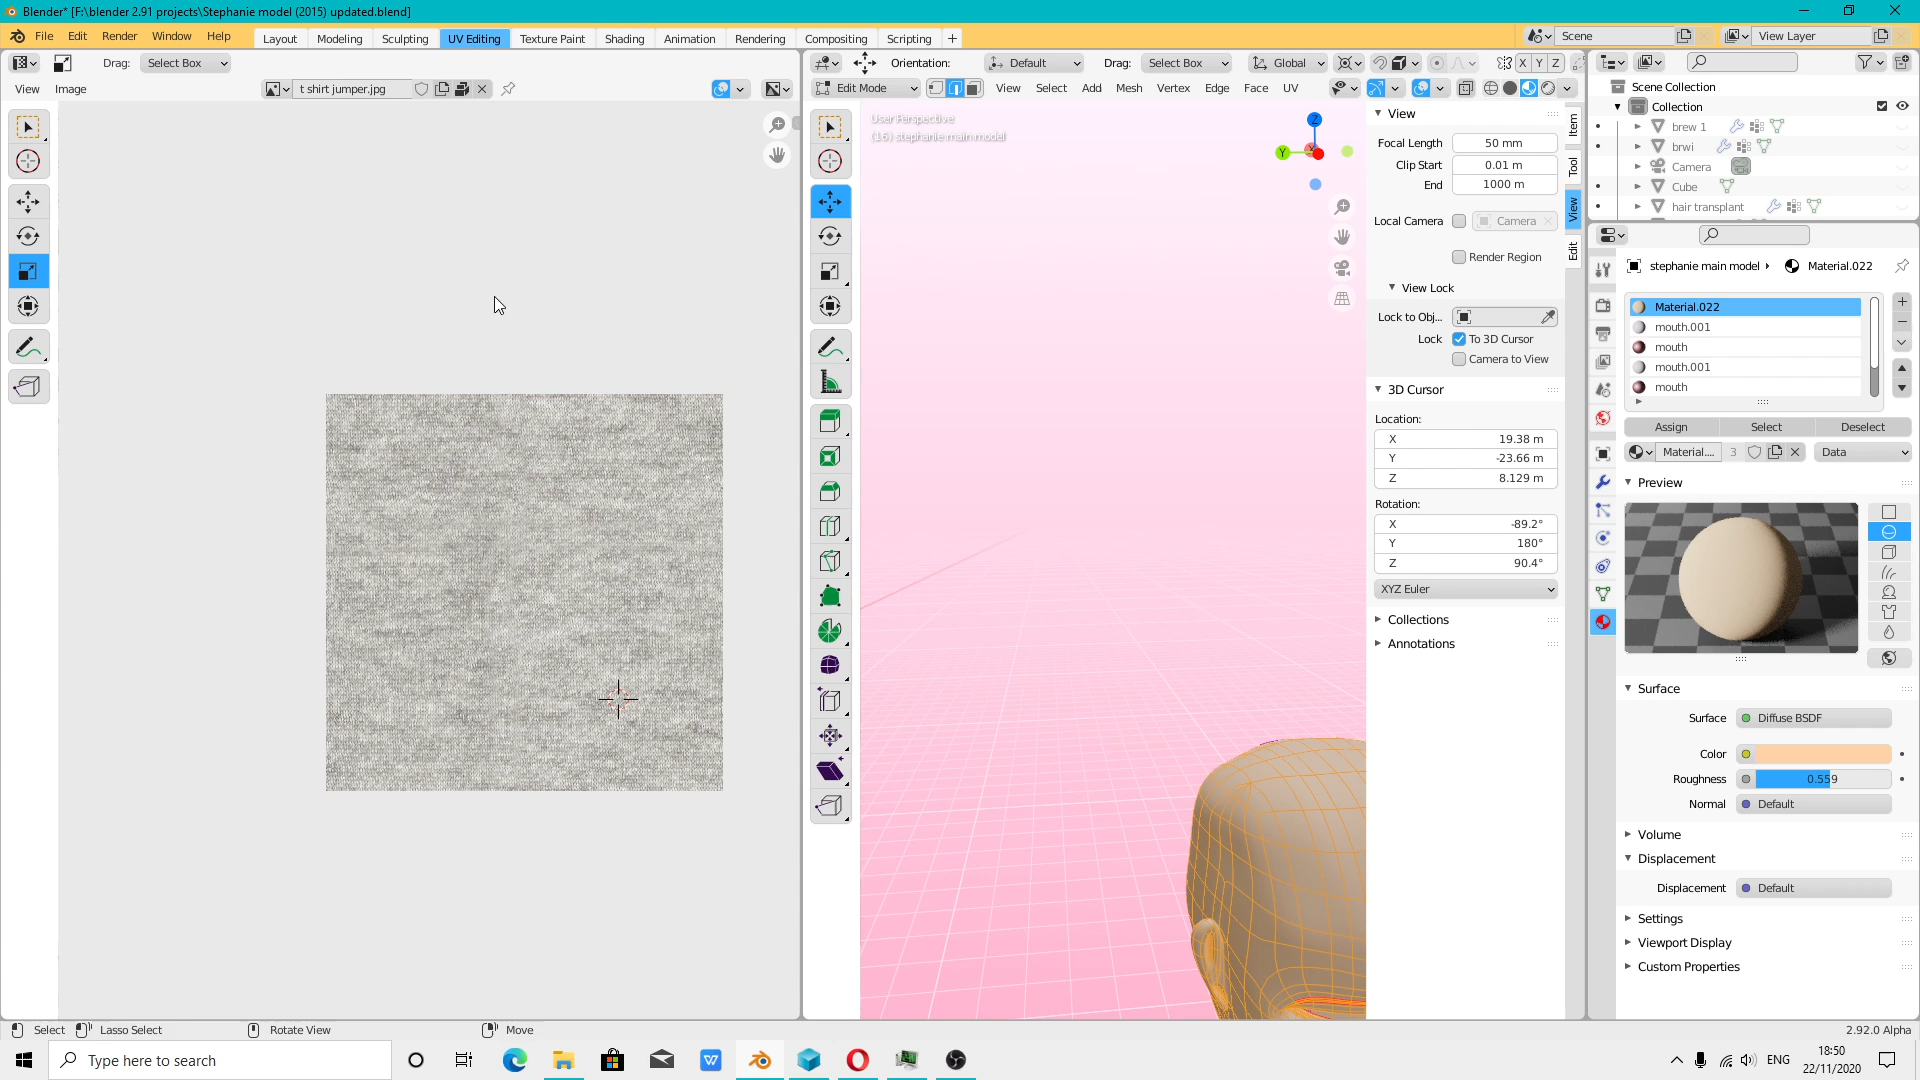 Blender* [F:\blender 2.91 projects\Stephanie model (2015) updated.blend]
File Edit Render Window Help
Layout Modeling Sculpting UV Editing Texture Paint Shading Animation Rendering Compositing Scripting +
Scene
View Layer
Drag: Select Box
Orientation: Default Drag: Select Box Global X Y Z
View Image
t shirt jumper.jpg
Edit Mode View Select Add Mesh Vertex Edge Face UV
User Perspective
(16) stephanie main model
Z
Y
X
View
Focal Length 50 mm
Clip Start 0.01 m
End 1000 m
Local Camera Camera
Render Region
View Lock
Lock to Obj...
Lock To 3D Cursor
Camera to View
3D Cursor
Location:
X 19.38 m
Y -23.66 m
Z 8.129 m
Rotation:
X -89.2°
Y 180°
Z 90.4°
XYZ Euler
Collections
Annotations
Item
Tool
View
Edit
Scene Collection
Collection
brew 1
brwi
Camera
Cube
hair transplant
stephanie main model Material.022
Material.022
mouth.001
mouth
mouth.001
mouth
Assign Select Deselect
Material.... 3 Data
Preview
Surface
Surface Diffuse BSDF
Color
Roughness 0.559
Normal Default
Volume
Displacement
Displacement Default
Settings
Viewport Display
Custom Properties
Select Lasso Select Rotate View Move
2.92.0 Alpha
Type here to search
ENG
18:50
22/11/2020